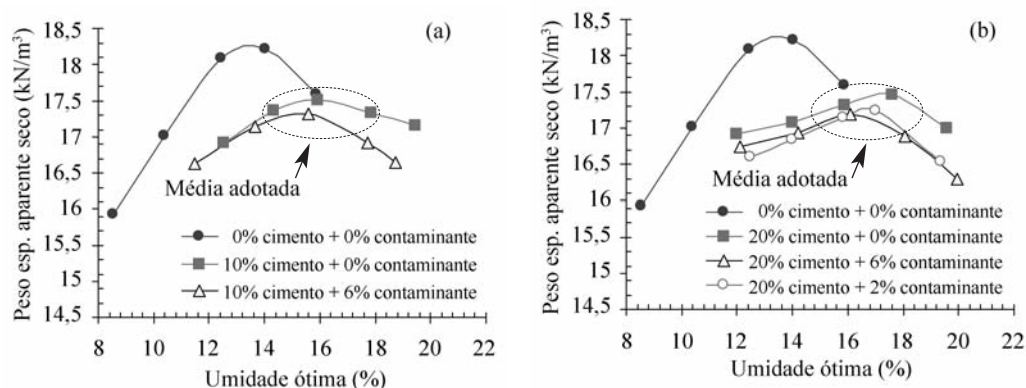 (a)
Peso esp. aparente seco (kN/m³)
18,5
18
17,5
17
16,5
16
15,5
15
14,5
Média adotada
0% cimento + 0% contaminante
10% cimento + 0% contaminante
10% cimento + 6% contaminante
8 10 12 14 16 18 20 22
Umidade ótima (%)
(b)
Peso esp. aparente seco (kN/m³)
18,5
18
17,5
17
16,5
16
15,5
15
14,5
Média adotada
0% cimento + 0% contaminante
20% cimento + 0% contaminante
20% cimento + 6% contaminante
20% cimento + 2% contaminante
8 10 12 14 16 18 20 22
Umidade ótima (%)